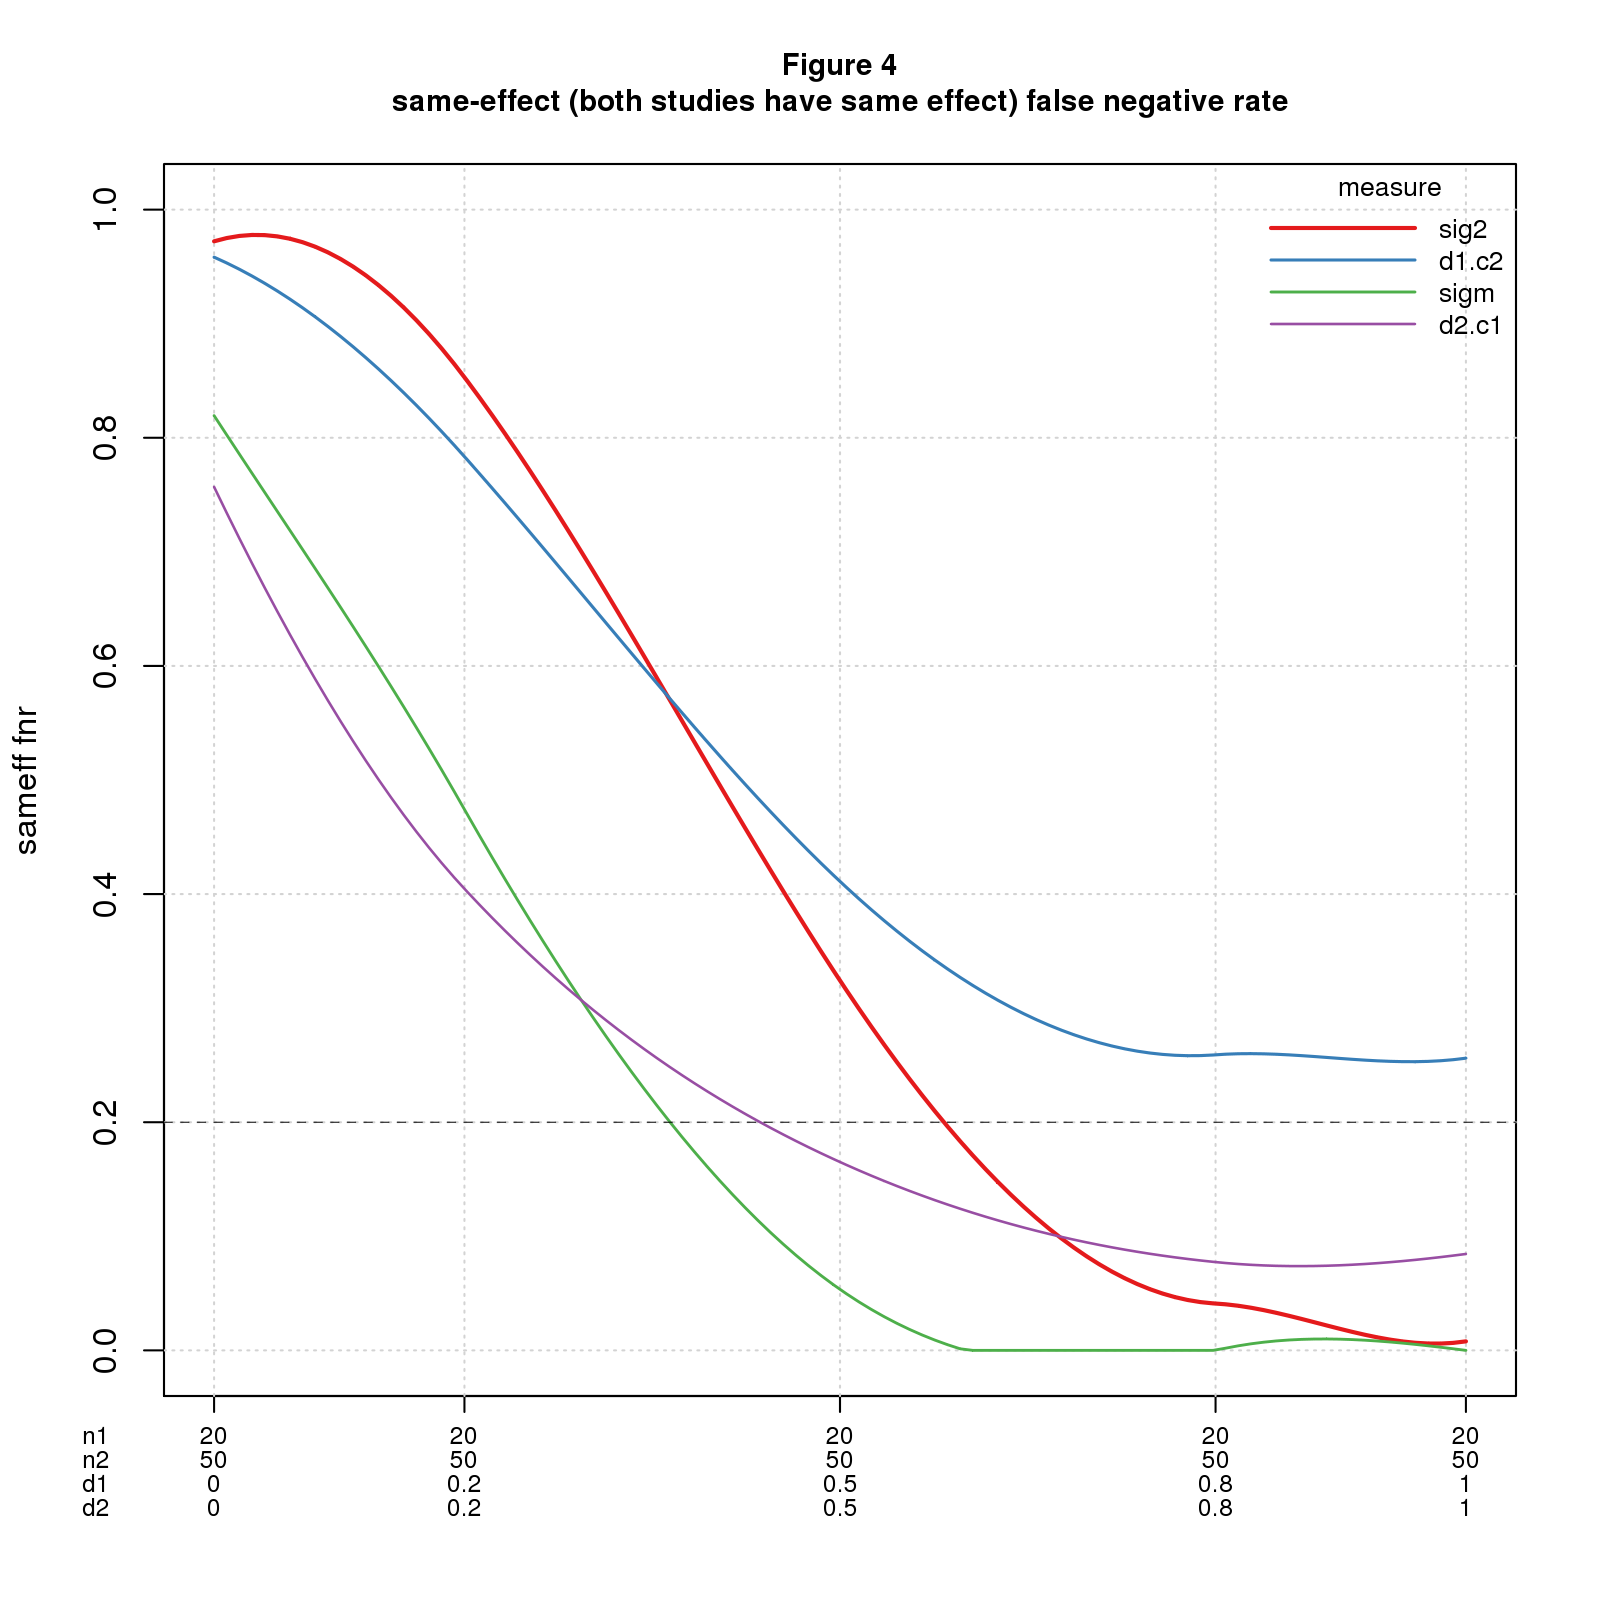 Figure 4
same-effect (both studies have same effect) false negative rate
measure
sig2
d1.c2
sigm
d2.c1
sameff fnr
1.0
0.8
0.6
0.4
0.2
0.0
n1 20 20 20 20 20
n2 50 50 50 50 50
d1 0 0.2 0.5 0.8 1
d2 0 0.2 0.5 0.8 1